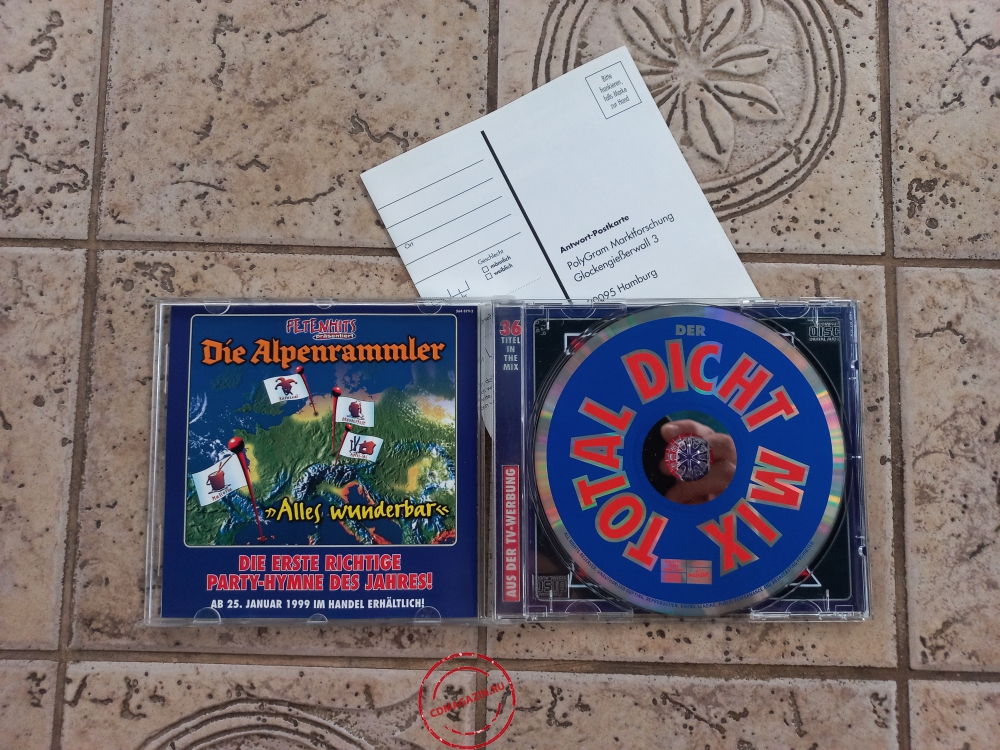 Bitte
frankieren,
falls Marke
zur Hand.
Ort
Geschlecht
männlich
weiblich
Antwort-Postkarte
PolyGram Marktforschung
Glockengießerwall 3
20095 Hamburg
FETENHITS
präsentiert
Die Alpenrammler
Karneval
»Alles wunderbar«
DIE ERSTE RICHTIGE
PARTY-HYMNE DES JAHRES!
AB 25. JANUAR 1999 IM HANDEL ERHÄLTLICH!
36
TITEL
IN THE
MIX
AUS DER TV-WERBUNG
DER
TOTAL DICHT MIX
COMPACT
DISC
DIGITAL AUDIO
CDMAGAZIN.RU